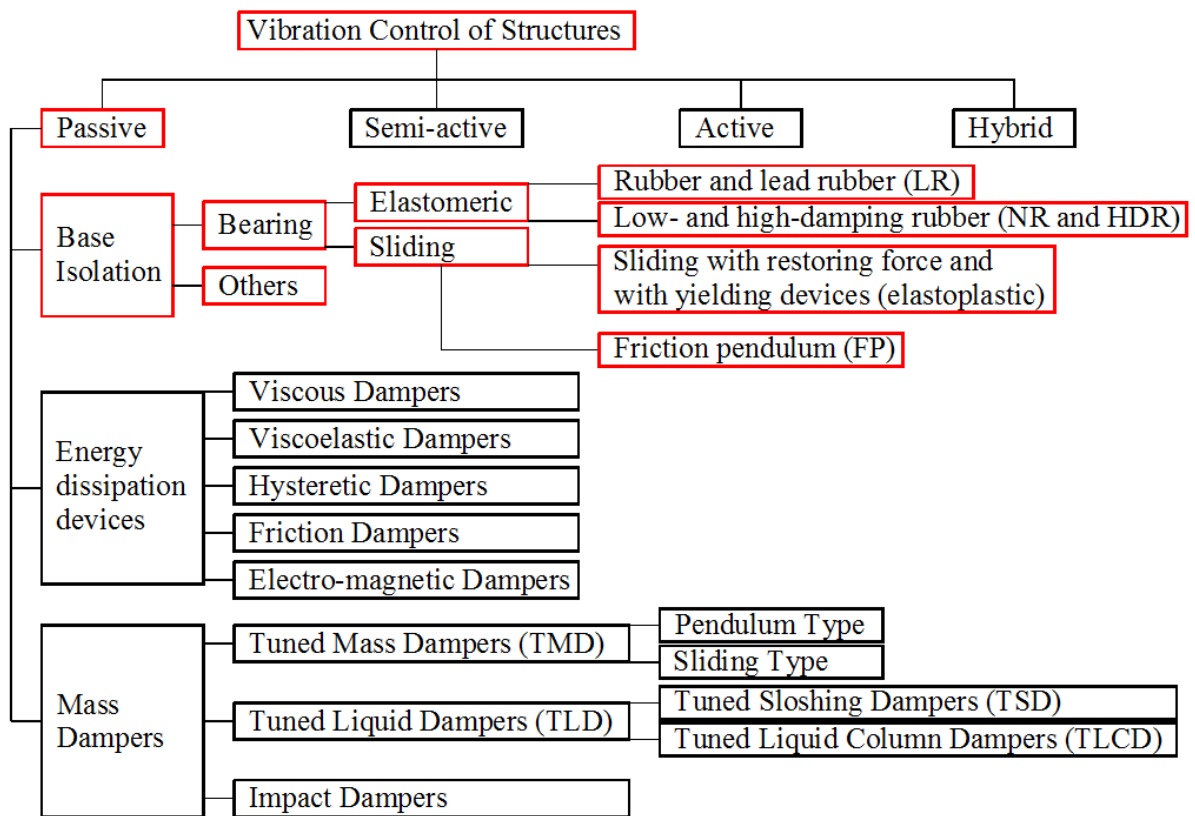 Vibration Control of Structures
Passive
Semi-active
Active
Hybrid
Base
Isolation
Bearing
Others
Elastomeric
Sliding
Rubber and lead rubber (LR)
Low- and high-damping rubber (NR and HDR)
Sliding with restoring force and
with yielding devices (elastoplastic)
Friction pendulum (FP)
Energy
dissipation
devices
Viscous Dampers
Viscoelastic Dampers
Hysteretic Dampers
Friction Dampers
Electro-magnetic Dampers
Mass
Dampers
Tuned Mass Dampers (TMD)
Pendulum Type
Sliding Type
Tuned Liquid Dampers (TLD)
Tuned Sloshing Dampers (TSD)
Tuned Liquid Column Dampers (TLCD)
Impact Dampers